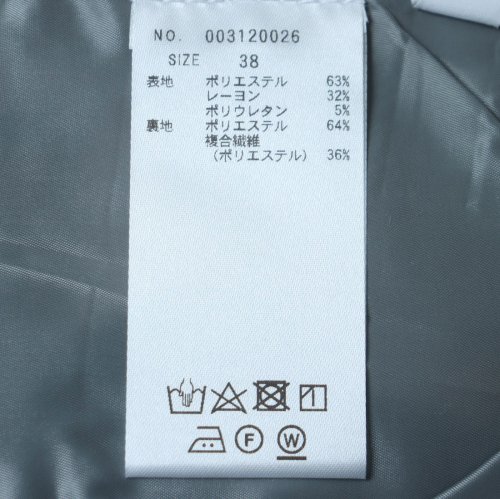 NO. 003120026
SIZE 38
表地 ポリエステル 63%
レーヨン 32%
ポリウレタン 5%
裏地 ポリエステル 64%
複合繊維
(ポリエステル) 36%
F W